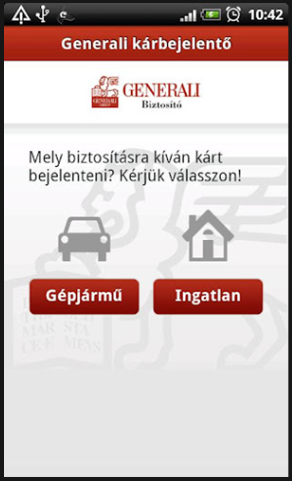 10:42
Generali kárbejelentő
GENERALI
Biztosító
Mely biztosításra kíván kárt
bejelenteni? Kérjük válasszon!
Gépjármű
Ingatlan